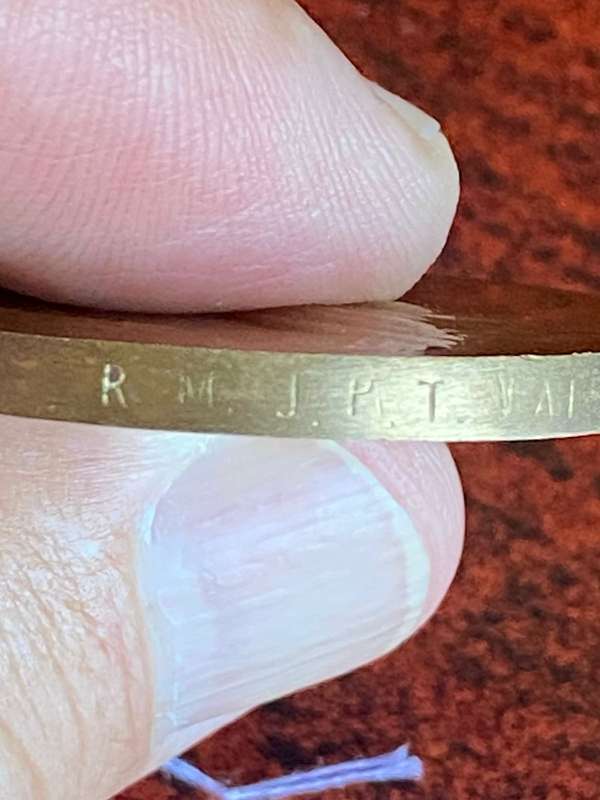 R M. J. P. T. VAI